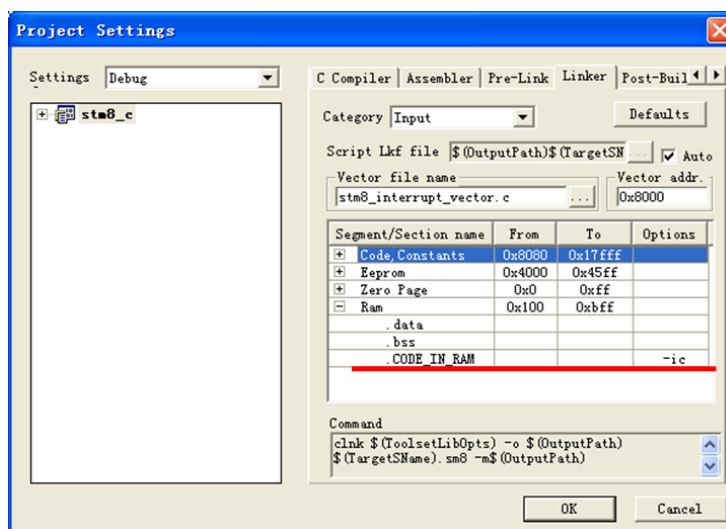 Project Settings
Settings Debug
stm8_c
C Compiler Assembler Pre-Link Linker Post-Buil
Category Input Defaults
Script Lkf file $(OutputPath)$(TargetSN ... Auto
Vector file name Vector addr.
stm8_interrupt_vector.c ... 0x8000
Segment/Section name From To Options
Code,Constants 0x8080 0x17fff
Eeprom 0x4000 0x45ff
Zero Page 0x0 0xff
Ram 0x100 0xbff
.data
.bss
.CODE_IN_RAM -ic
Command
clnk $(ToolsetLibOpts) -o $(OutputPath)
$(TargetSName).sm8 -m$(OutputPath)
OK Cancel